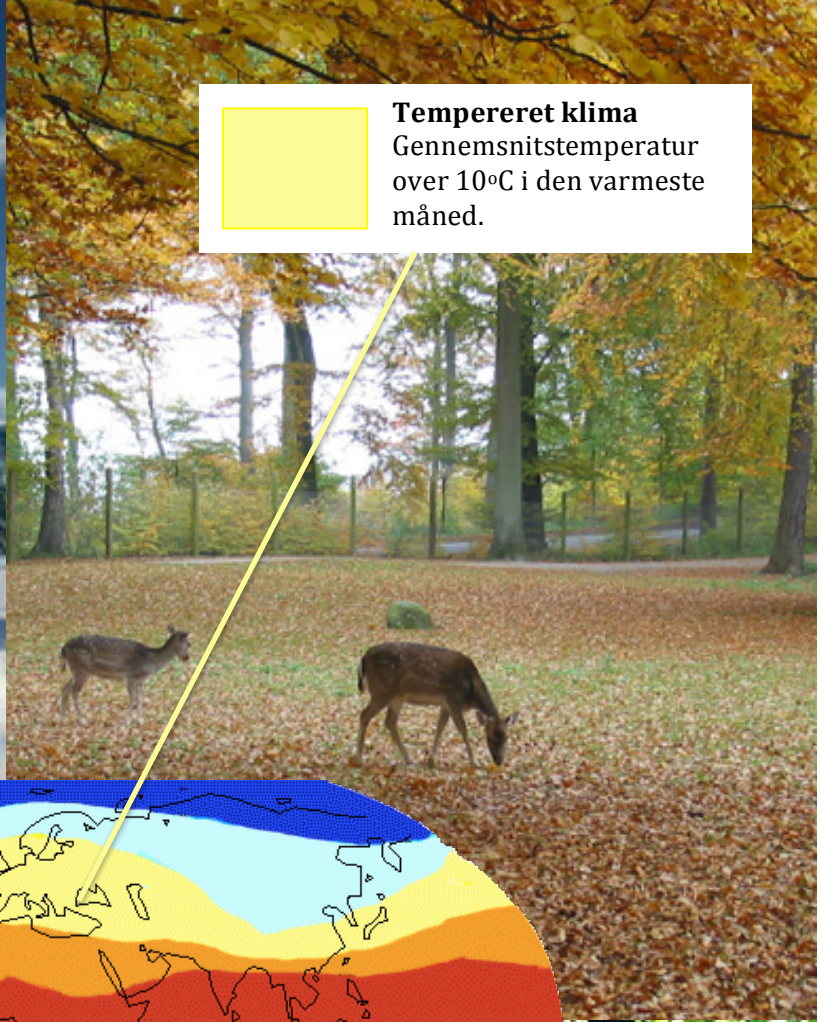 Tempereret klima
Gennemsnitstemperatur
over 10°C i den varmeste
måned.